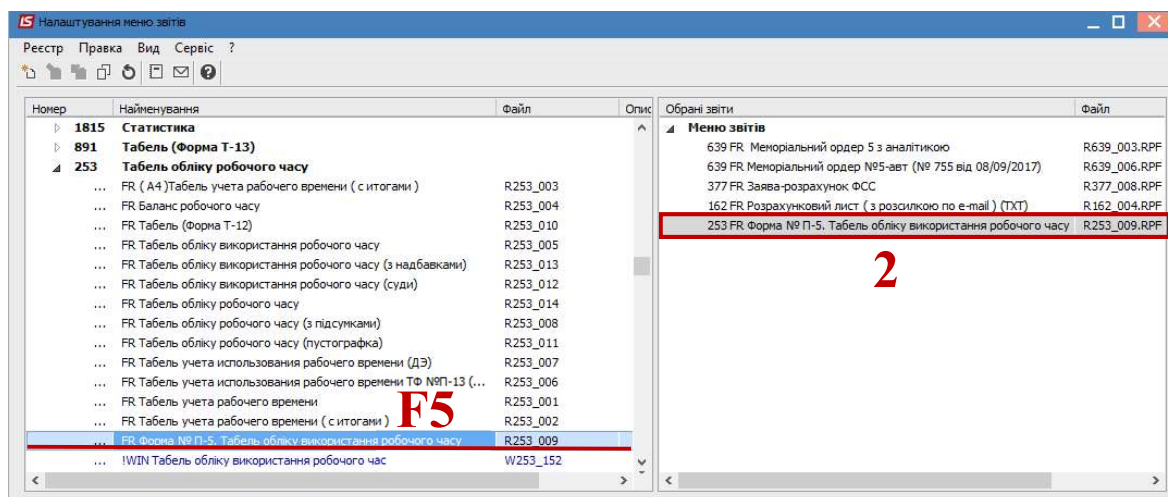 Налаштування меню звітів
Реєстр Правка Вид Сервіс ?
Номер Найменування Файл Опис
1815 Статистика
891 Табель (Форма Т-13)
253 Табель обліку робочого часу
... FR ( А4 )Табель учета рабочего времени ( с итогами ) R253_003
... FR Баланс робочого часу R253_004
... FR Табель (Форма Т-12) R253_010
... FR Табель обліку використання робочого часу R253_005
... FR Табель обліку використання робочого часу (з надбавками) R253_013
... FR Табель обліку використання робочого часу (суди) R253_012
... FR Табель обліку робочого часу R253_014
... FR Табель обліку робочого часу (з підсумками) R253_008
... FR Табель обліку робочого часу (пустографка) R253_011
... FR Табель учета использования рабочего времени (ДЭ) R253_007
... FR Табель учета использования рабочего времени ТФ №П-13 (... R253_006
... FR Табель учета рабочего времени R253_001
... FR Табель учета рабочего времени ( с итогами ) R253_002
F5
... FR Форма № П-5. Табель обліку використання робочого часу R253_009
... !WIN Табель обліку використання робочого час W253_152
Обрані звіти Файл
Меню звітів
639 FR Меморіальний ордер 5 з аналітикою R639_003.RPF
639 FR Меморіальний ордер №5-авт (№ 755 від 08/09/2017) R639_006.RPF
377 FR Заява-розрахунок ФСС R377_008.RPF
162 FR Розрахунковий лист ( з розсилкою по e-mail ) (TXT) R162_004.RPF
253 FR Форма № П-5. Табель обліку використання робочого часу R253_009.RPF
2